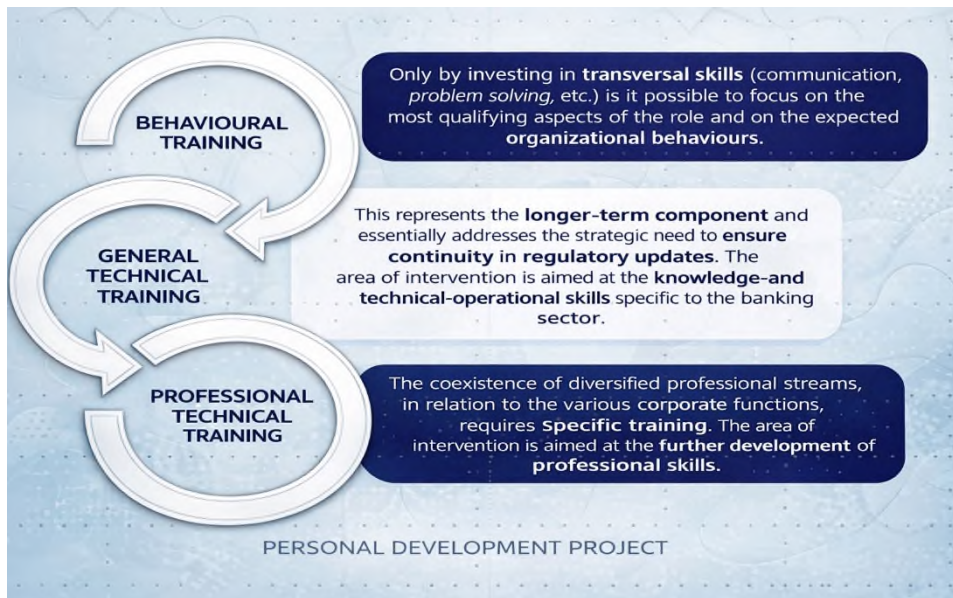 BEHAVIOURAL
TRAINING
Only by investing in transversal skills (communication,
problem solving, etc.) is it possible to focus on the
most qualifying aspects of the role and on the expected
organizational behaviours.
GENERAL
TECHNICAL
TRAINING
This represents the longer-term component and
essentially addresses the strategic need to ensure
continuity in regulatory updates. The
area of intervention is aimed at the knowledge-and
technical-operational skills specific to the banking
sector.
PROFESSIONAL
TECHNICAL
TRAINING
The coexistence of diversified professional streams,
in relation to the various corporate functions,
requires Specific training. The area of
intervention is aimed at the further development of
professional skills.
PERSONAL DEVELOPMENT PROJECT